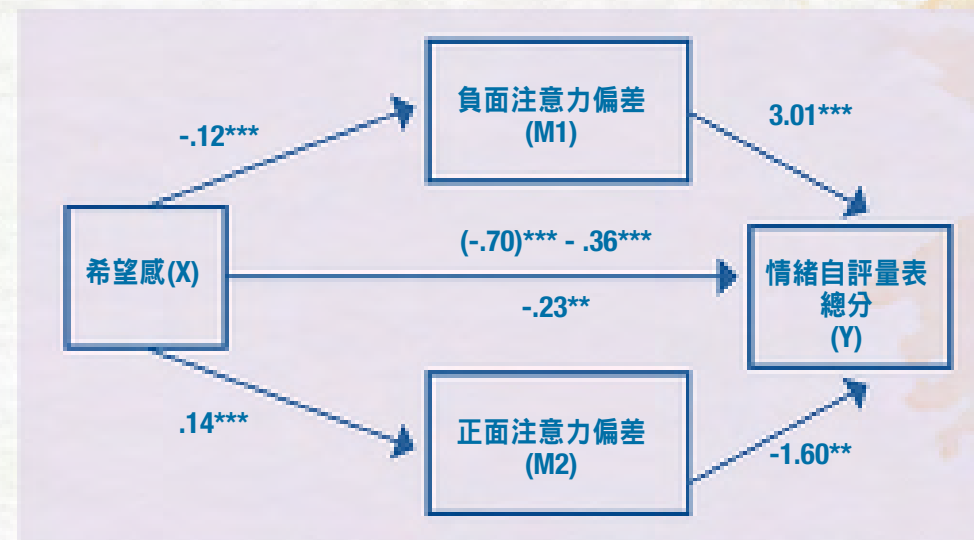 負面注意力偏差
(M1)
-.12***
3.01***
(-.70)*** - .36***
希望感(X)
情緒自評量表
總分
(Y)
-.23**
正面注意力偏差
(M2)
.14***
-1.60**